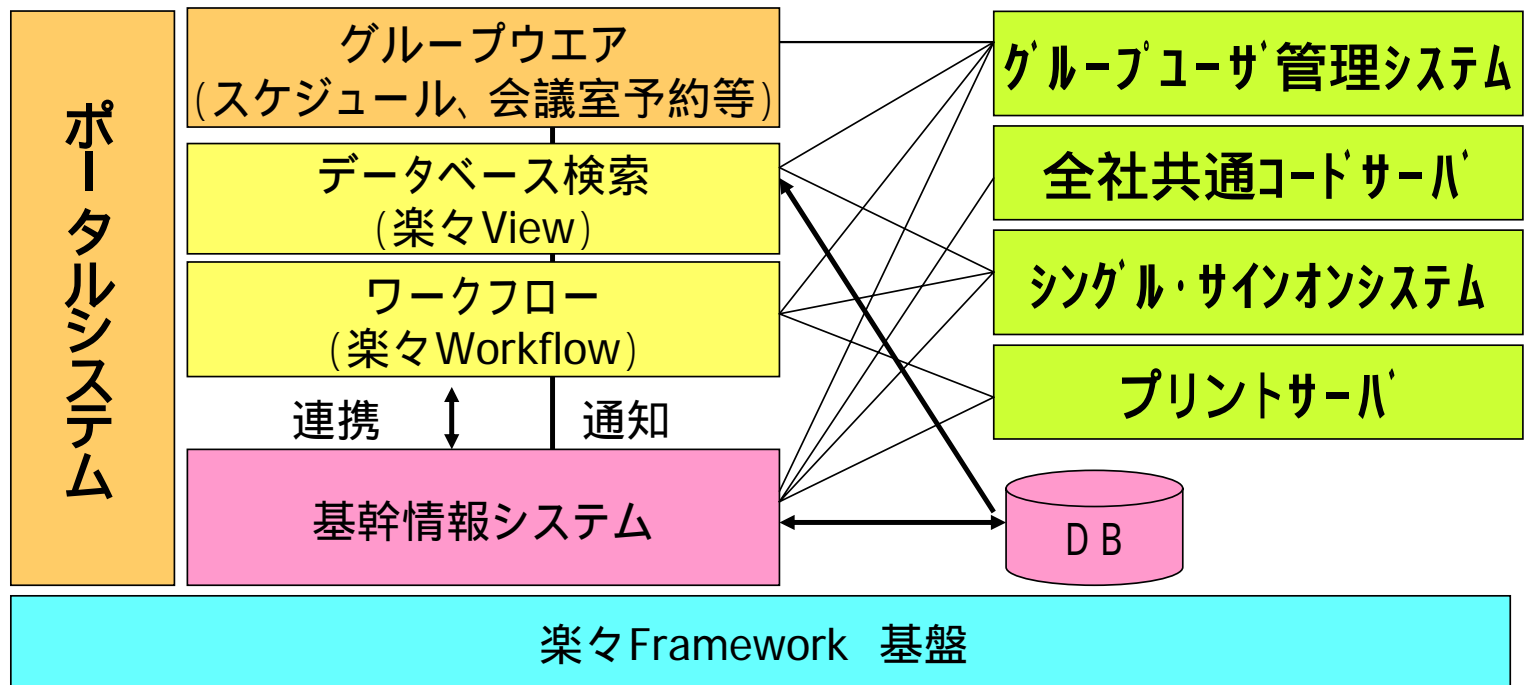 ポータルシステム
グループウエア
(スケジュール、会議室予約等)
データベース検索
(楽々View)
ワークフロー
(楽々Workflow)
連携
通知
基幹情報システム
ｸﾞﾙｰﾌﾟﾕｰｻﾞ管理ｼｽﾃﾑ
全社共通ｺｰﾄﾞｻｰﾊﾞ
ｼﾝｸﾞﾙ・ｻｲﾝｵﾝｼｽﾃﾑ
プリントｻｰﾊﾞ
ＤＢ
楽々Framework 基盤